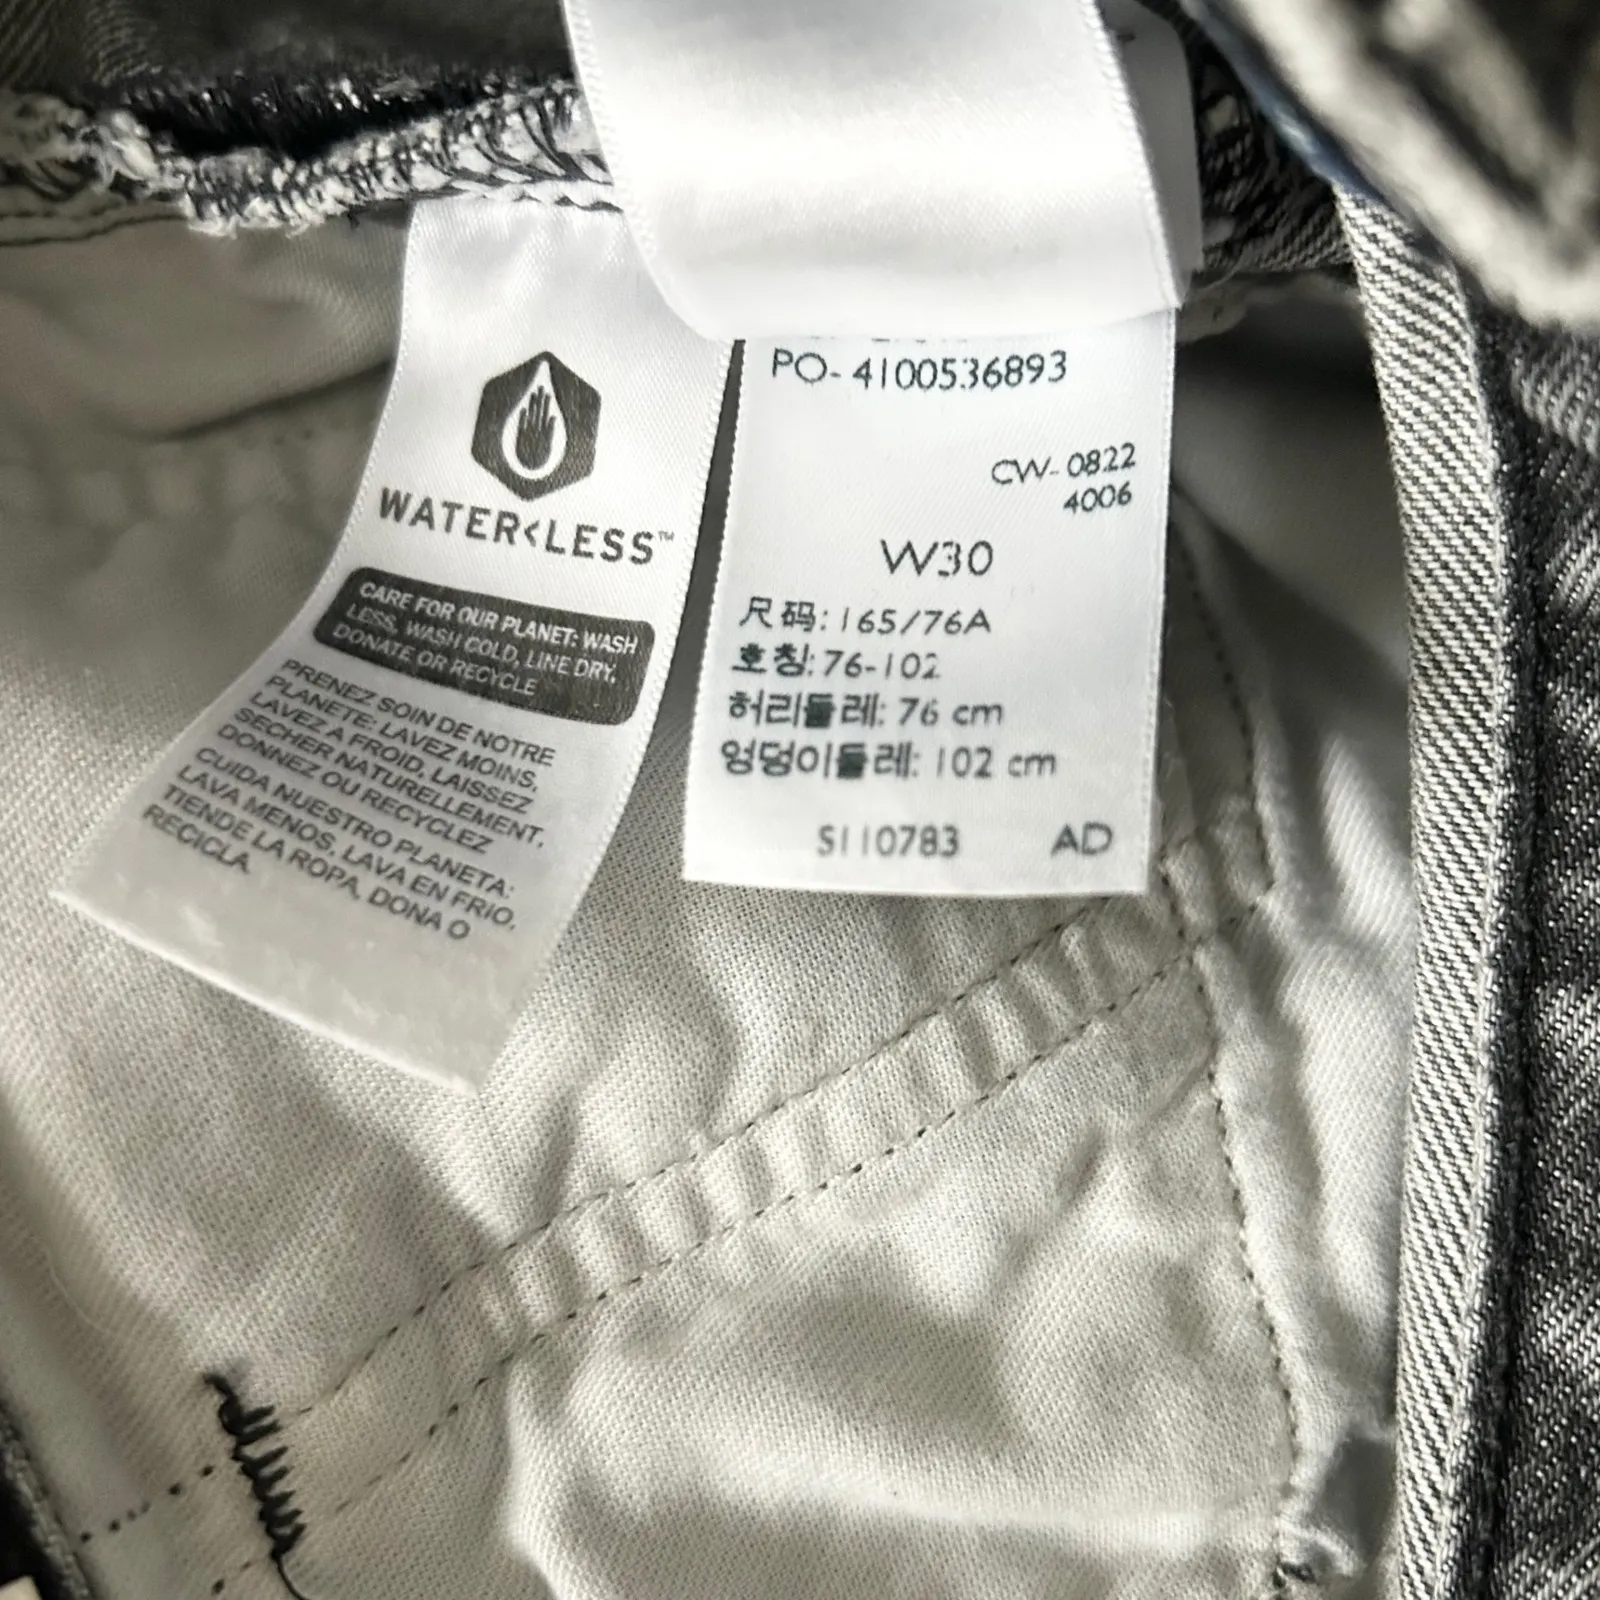 WATER<LESS™
CARE FOR OUR PLANET: WASH
LESS, WASH COLD, LINE DRY,
DONATE OR RECYCLE
PRENEZ SOIN DE NOTRE
PLANETE: LAVEZ MOINS,
LAVEZ A FROID, LAISSEZ
SECHER NATURELLEMENT,
DONNEZ OU RECYCLEZ
CUIDA NUESTRO PLANETA:
LAVA MENOS, LAVA EN FRIO,
TIENDE LA ROPA, DONA O
RECICLA
PO- 4100536893
CW- 0822
4006
W30
尺码: 165/76A
호칭: 76-102
허리둘레: 76 cm
엉덩이둘레: 102 cm
S110783 AD